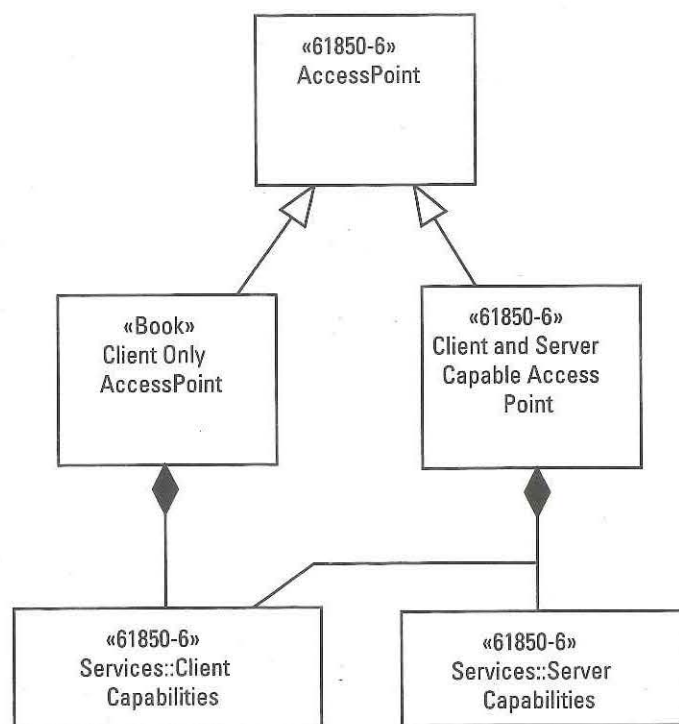 «61850-6»
AccessPoint
«Book»
Client Only
AccessPoint
«61850-6»
Client and Server
Capable Access
Point
«61850-6»
Services::Client
Capabilities
«61850-6»
Services::Server
Capabilities